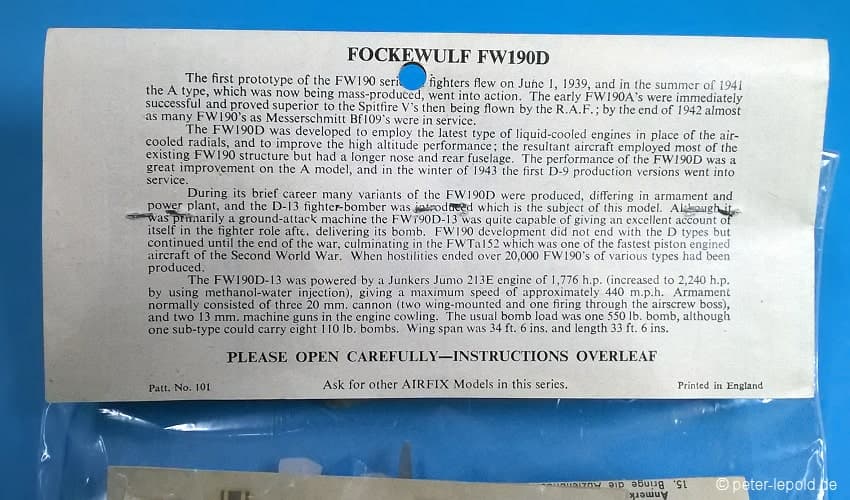 FOCKEWULF FW190D
The first prototype of the FW190 seri fighters flew on June 1, 1939, and in the summer of 1941
the A type, which was now being mass-produced, went into action. The early FW190A's were immediately
successful and proved superior to the Spitfire V's then being flown by the R.A.F.; by the end of 1942 almost
as many FW190's as Messerschmitt Bf109's were in service.
The FW190D was developed to employ the latest type of liquid-cooled engines in place of the air-
cooled radials, and to improve the high altitude performance; the resultant aircraft employed most of the
existing FW190 structure but had a longer nose and rear fuselage. The performance of the FW190D was a
great improvement on the A model, and in the winter of 1943 the first D-9 production versions went into
service.
During its brief career many variants of the FW190D were produced, differing in armament and
power plant, and the D-13 fighter-bomber was introduced which is the subject of this model. Although it
was primarily a ground-attack machine the FW190D-13 was quite capable of giving an excellent account of
itself in the fighter role afte. delivering its bomb. FW190 development did not end with the D types but
continued until the end of the war, culminating in the FWTa152 which was one of the fastest piston engined
aircraft of the Second World War. When hostilities ended over 20,000 FW190's of various types had been
produced.
The FW190D-13 was powered by a Junkers Jumo 213E engine of 1,776 h.p. (increased to 2,240 h.p.
by using methanol-water injection), giving a maximum speed of approximately 440 m.p.h. Armament
normally consisted of three 20 mm. cannon (two wing-mounted and one firing through the airscrew boss),
and two 13 mm. machine guns in the engine cowling. The usual bomb load was one 550 lb. bomb, although
one sub-type could carry eight 110 lb. bombs. Wing span was 34 ft. 6 ins. and length 33 ft. 6 ins.
PLEASE OPEN CAREFULLY—INSTRUCTIONS OVERLEAF
Patt. No. 101 Ask for other AIRFIX Models in this series. Printed in England
15. Bringe die
Anmerk
© peter-lepold.de